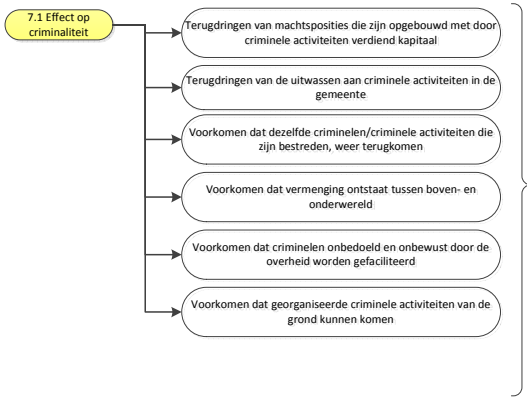 7.1 Effect op
criminaliteit
Terugdringen van machtsposities die zijn opgebouwd met door
criminele activiteiten verdiend kapitaal
Terugdringen van de uitwassen aan criminele activiteiten in de
gemeente
Voorkomen dat dezelfde criminelen/criminele activiteiten die
zijn bestreden, weer terugkomen
Voorkomen dat vermenging ontstaat tussen boven- en
onderwereld
Voorkomen dat criminelen onbedoeld en onbewust door de
overheid worden gefaciliteerd
Voorkomen dat georganiseerde criminele activiteiten van de
grond kunnen komen